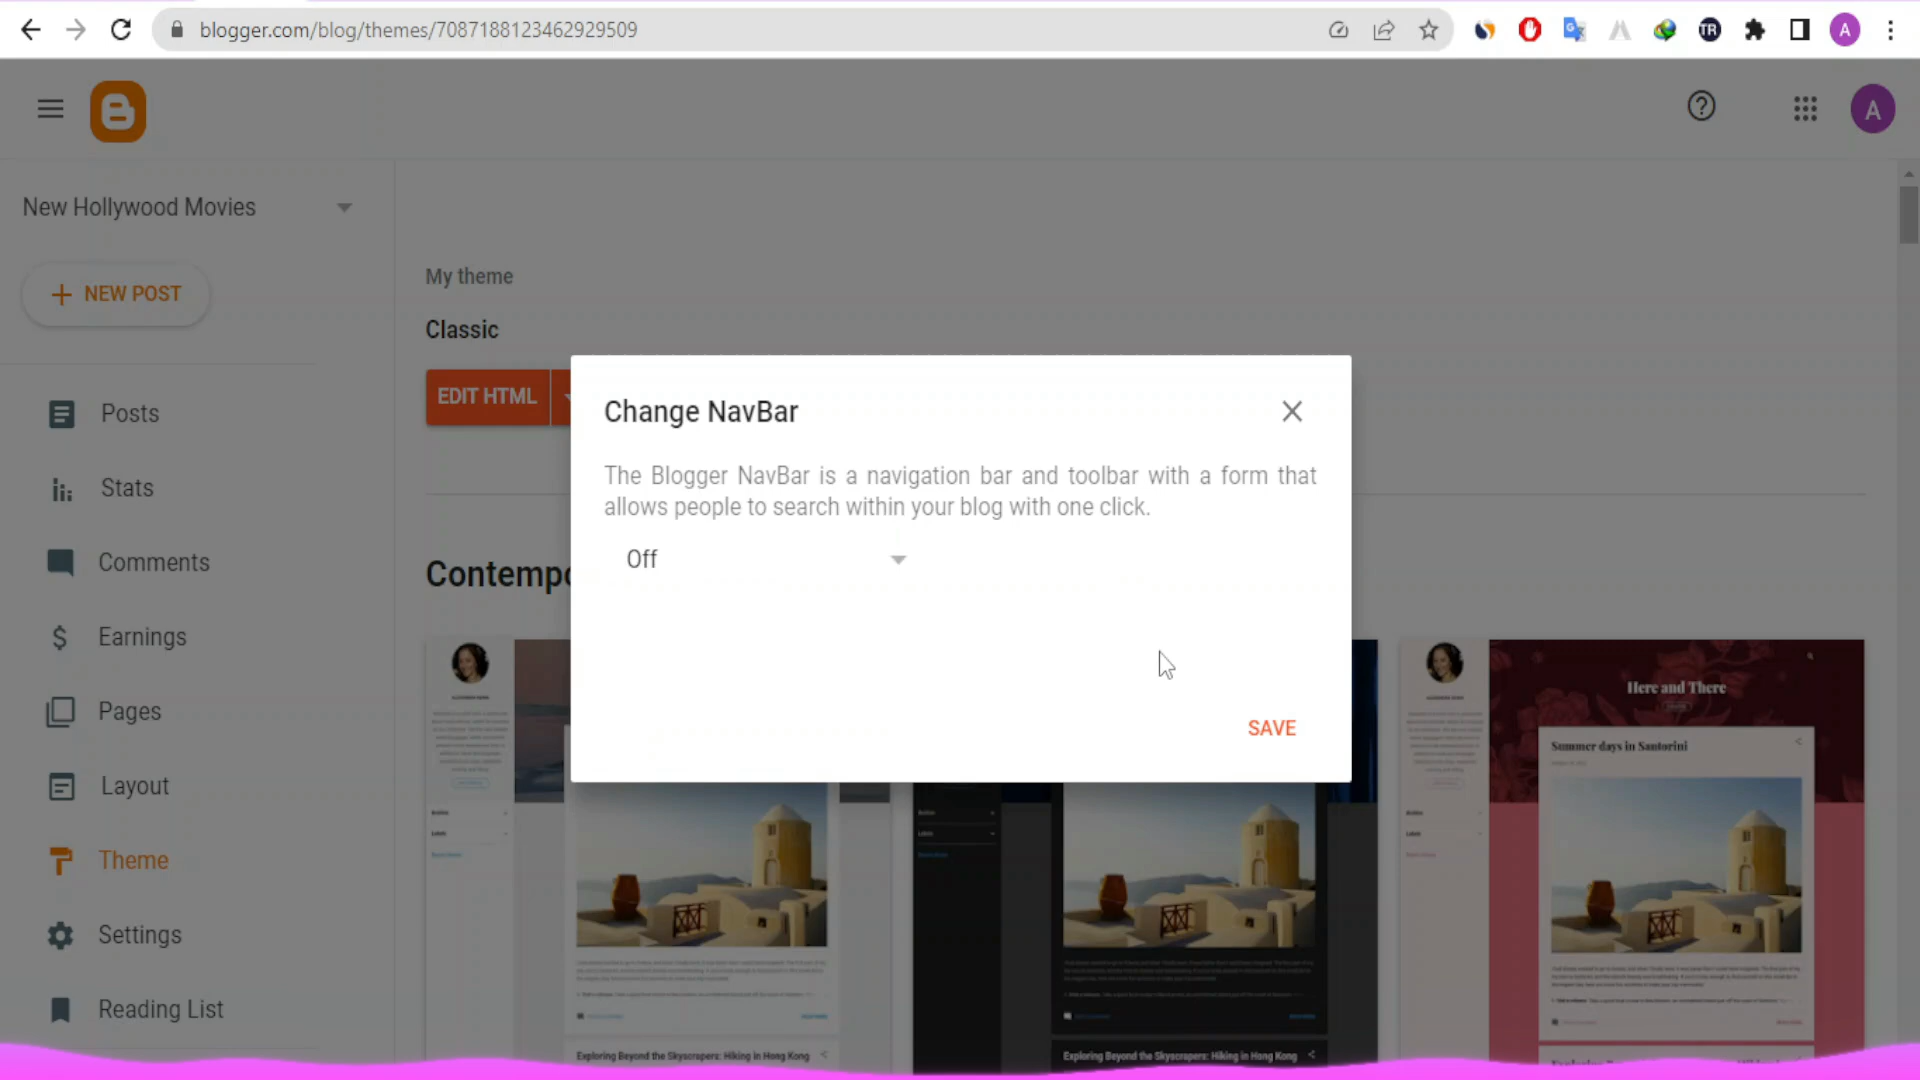 blogger.com/blog/themes/7087188123462929509
TR
A
A
New Hollywood Movies
NEW POST
My theme
Classic
EDIT HTML
Posts
Stats
Comments
Earnings
Pages
Layout
Theme
Settings
Reading List
Change NavBar
The Blogger NavBar is a navigation bar and toolbar with a form that
allows people to search within your blog with one click.
Off
SAVE
Here and There
Summer days in Santorini
Exploring Beyond the Skyscrapers: Hiking in Hong Kong
Exploring Beyond the Skyscrapers: Hiking in Hong Kong